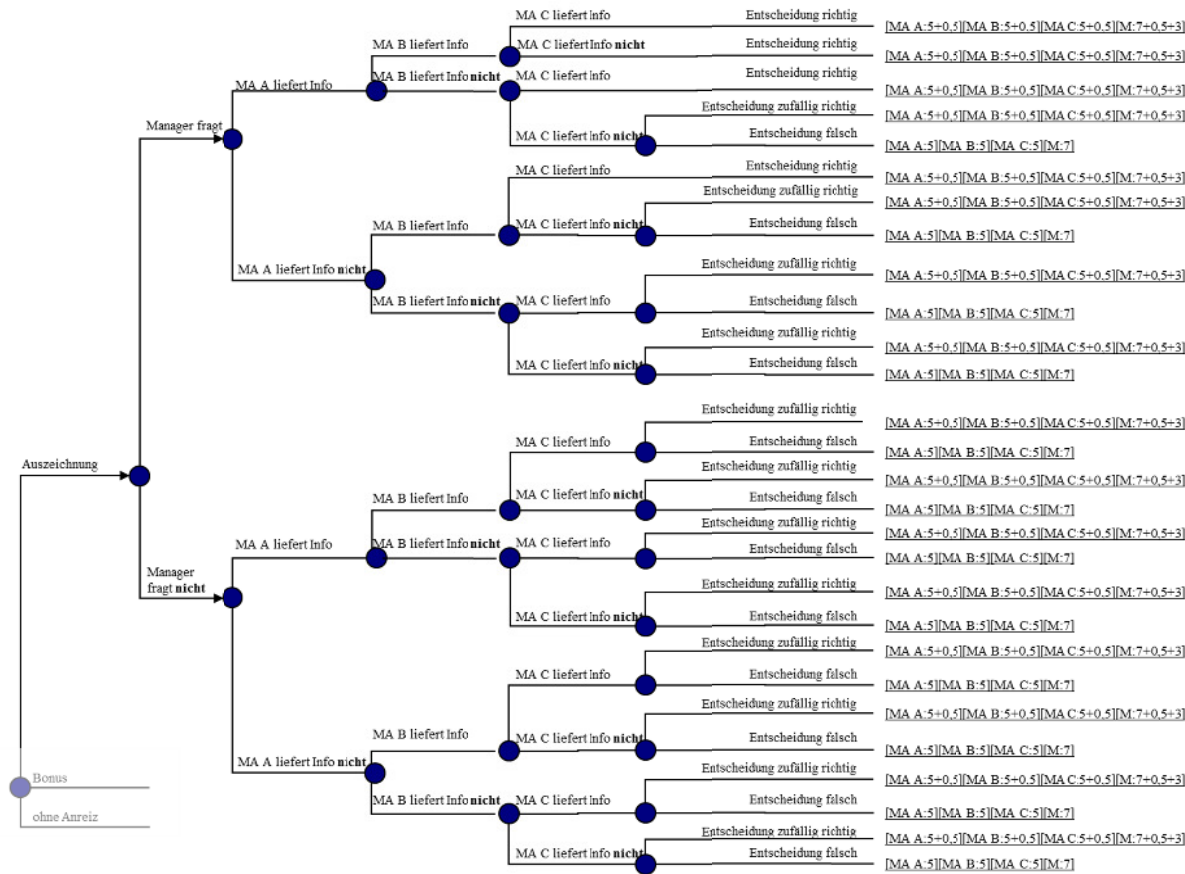 MA C liefert Info
Entscheidung richtig
[MA A:5+0,5][MA B:5+0,5][MA C:5+0,5][M:7+0,5+3]
MA B liefert Info
MA C liefert Info nicht
Entscheidung richtig
[MA A:5+0,5][MA B:5+0,5][MA C:5+0,5][M:7+0,5+3]
MA A liefert Info
MA B liefert Info nicht
MA C liefert Info
Entscheidung richtig
[MA A:5+0,5][MA B:5+0,5][MA C:5+0,5][M:7+0,5+3]
Manager fragt
MA C liefert Info nicht
Entscheidung zufällig richtig
[MA A:5+0,5][MA B:5+0,5][MA C:5+0,5][M:7+0,5+3]
Entscheidung falsch
[MA A:5][MA B:5][MA C:5][M:7]
MA C liefert Info
Entscheidung richtig
[MA A:5+0,5][MA B:5+0,5][MA C:5+0,5][M:7+0,5+3]
Entscheidung zufällig richtig
[MA A:5+0,5][MA B:5+0,5][MA C:5+0,5][M:7+0,5+3]
MA B liefert Info
MA C liefert Info nicht
Entscheidung falsch
[MA A:5][MA B:5][MA C:5][M:7]
MA A liefert Info nicht
Entscheidung zufällig richtig
[MA A:5+0,5][MA B:5+0,5][MA C:5+0,5][M:7+0,5+3]
MA B liefert Info nicht
MA C liefert Info
Entscheidung falsch
[MA A:5][MA B:5][MA C:5][M:7]
Entscheidung zufällig richtig
[MA A:5+0,5][MA B:5+0,5][MA C:5+0,5][M:7+0,5+3]
MA C liefert Info nicht
Entscheidung falsch
[MA A:5][MA B:5][MA C:5][M:7]
Entscheidung zufällig richtig
[MA A:5+0,5][MA B:5+0,5][MA C:5+0,5][M:7+0,5+3]
MA C liefert Info
Entscheidung falsch
[MA A:5][MA B:5][MA C:5][M:7]
Auszeichnung
Entscheidung zufällig richtig
[MA A:5+0,5][MA B:5+0,5][MA C:5+0,5][M:7+0,5+3]
MA B liefert Info
MA C liefert Info nicht
Entscheidung falsch
[MA A:5][MA B:5][MA C:5][M:7]
Entscheidung zufällig richtig
[MA A:5+0,5][MA B:5+0,5][MA C:5+0,5][M:7+0,5+3]
MA A liefert Info
MA B liefert Info nicht
MA C liefert Info
Entscheidung falsch
[MA A:5][MA B:5][MA C:5][M:7]
Manager
fragt nicht
Entscheidung zufällig richtig
[MA A:5+0,5][MA B:5+0,5][MA C:5+0,5][M:7+0,5+3]
MA C liefert Info nicht
Entscheidung falsch
[MA A:5][MA B:5][MA C:5][M:7]
Entscheidung zufällig richtig
[MA A:5+0,5][MA B:5+0,5][MA C:5+0,5][M:7+0,5+3]
MA C liefert Info
Entscheidung falsch
[MA A:5][MA B:5][MA C:5][M:7]
Entscheidung zufällig richtig
[MA A:5+0,5][MA B:5+0,5][MA C:5+0,5][M:7+0,5+3]
MA B liefert Info
MA C liefert Info nicht
Entscheidung falsch
[MA A:5][MA B:5][MA C:5][M:7]
MA A liefert Info nicht
Entscheidung zufällig richtig
[MA A:5+0,5][MA B:5+0,5][MA C:5+0,5][M:7+0,5+3]
MA B liefert Info nicht
MA C liefert Info
Entscheidung falsch
[MA A:5][MA B:5][MA C:5][M:7]
Entscheidung zufällig richtig
[MA A:5+0,5][MA B:5+0,5][MA C:5+0,5][M:7+0,5+3]
MA C liefert Info nicht
Entscheidung falsch
[MA A:5][MA B:5][MA C:5][M:7]
Bonus
ohne Anreiz